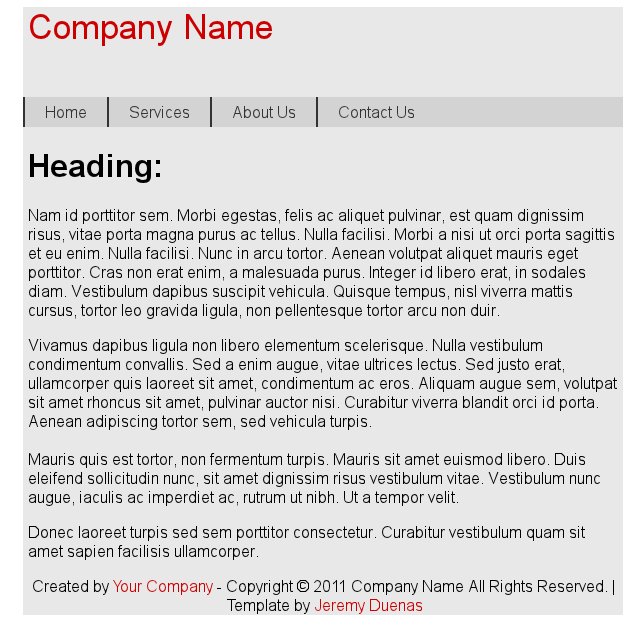 Company Name
Home Services About Us Contact Us
Heading:
Nam id porttitor sem. Morbi egestas, felis ac aliquet pulvinar, est quam dignissim
risus, vitae porta magna purus ac tellus. Nulla facilisi. Morbi a nisi ut orci porta sagittis
et eu enim. Nulla facilisi. Nunc in arcu tortor. Aenean volutpat aliquet mauris eget
porttitor. Cras non erat enim, a malesuada purus. Integer id libero erat, in sodales
diam. Vestibulum dapibus suscipit vehicula. Quisque tempus, nisl viverra mattis
cursus, tortor leo gravida ligula, non pellentesque tortor arcu non duir.
Vivamus dapibus ligula non libero elementum scelerisque. Nulla vestibulum
condimentum convallis. Sed a enim augue, vitae ultrices lectus. Sed justo erat,
ullamcorper quis laoreet sit amet, condimentum ac eros. Aliquam augue sem, volutpat
sit amet rhoncus sit amet, pulvinar auctor nisi. Curabitur viverra blandit orci id porta.
Aenean adipiscing tortor sem, sed vehicula turpis.
Mauris quis est tortor, non fermentum turpis. Mauris sit amet euismod libero. Duis
eleifend sollicitudin nunc, sit amet dignissim risus vestibulum vitae. Vestibulum nunc
augue, iaculis ac imperdiet ac, rutrum ut nibh. Ut a tempor velit.
Donec laoreet turpis sed sem porttitor consectetur. Curabitur vestibulum quam sit
amet sapien facilisis ullamcorper.
Created by Your Company - Copyright © 2011 Company Name All Rights Reserved. |
Template by Jeremy Duenas